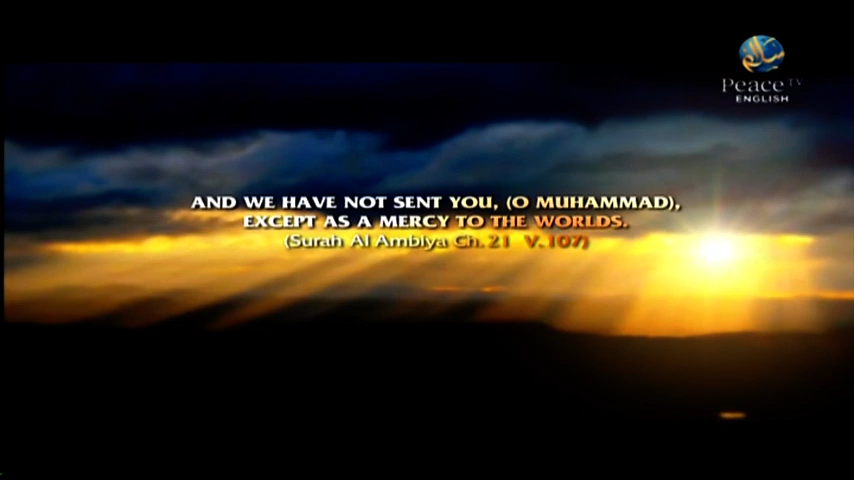 سلام
Peace TV
ENGLISH
AND WE HAVE NOT SENT YOU, (O MUHAMMAD),
EXCEPT AS A MERCY TO THE WORLDS.
(Surah Al Ambiya Ch. 21 V. 107)